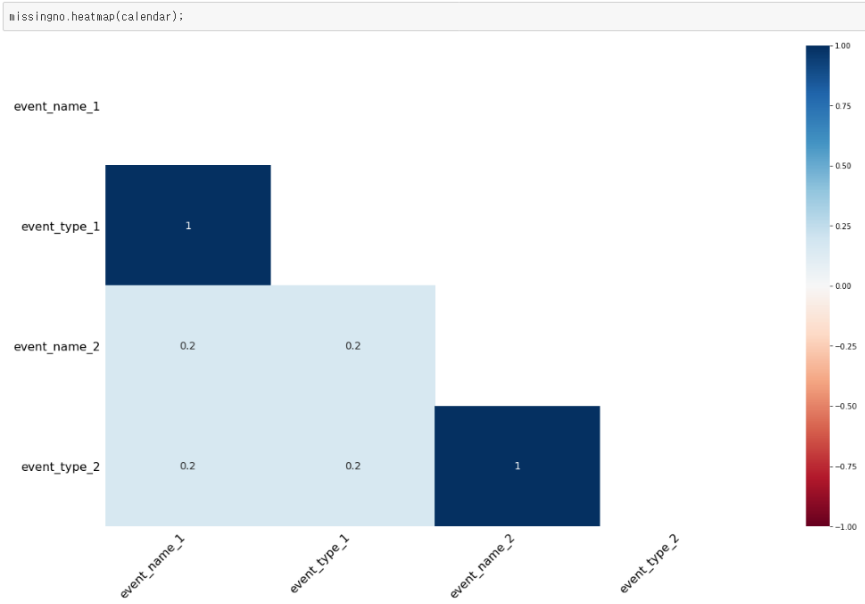 missingno.heatmap(calendar);
1.00
event_name_1
0.75
0.50
event_type_1
1
0.25
0.00
event_name_2
0.2
0.2
-0.25
-0.50
event_type_2
0.2
0.2
1
-0.75
-1.00
event_name_1
event_type_1
event_name_2
event_type_2